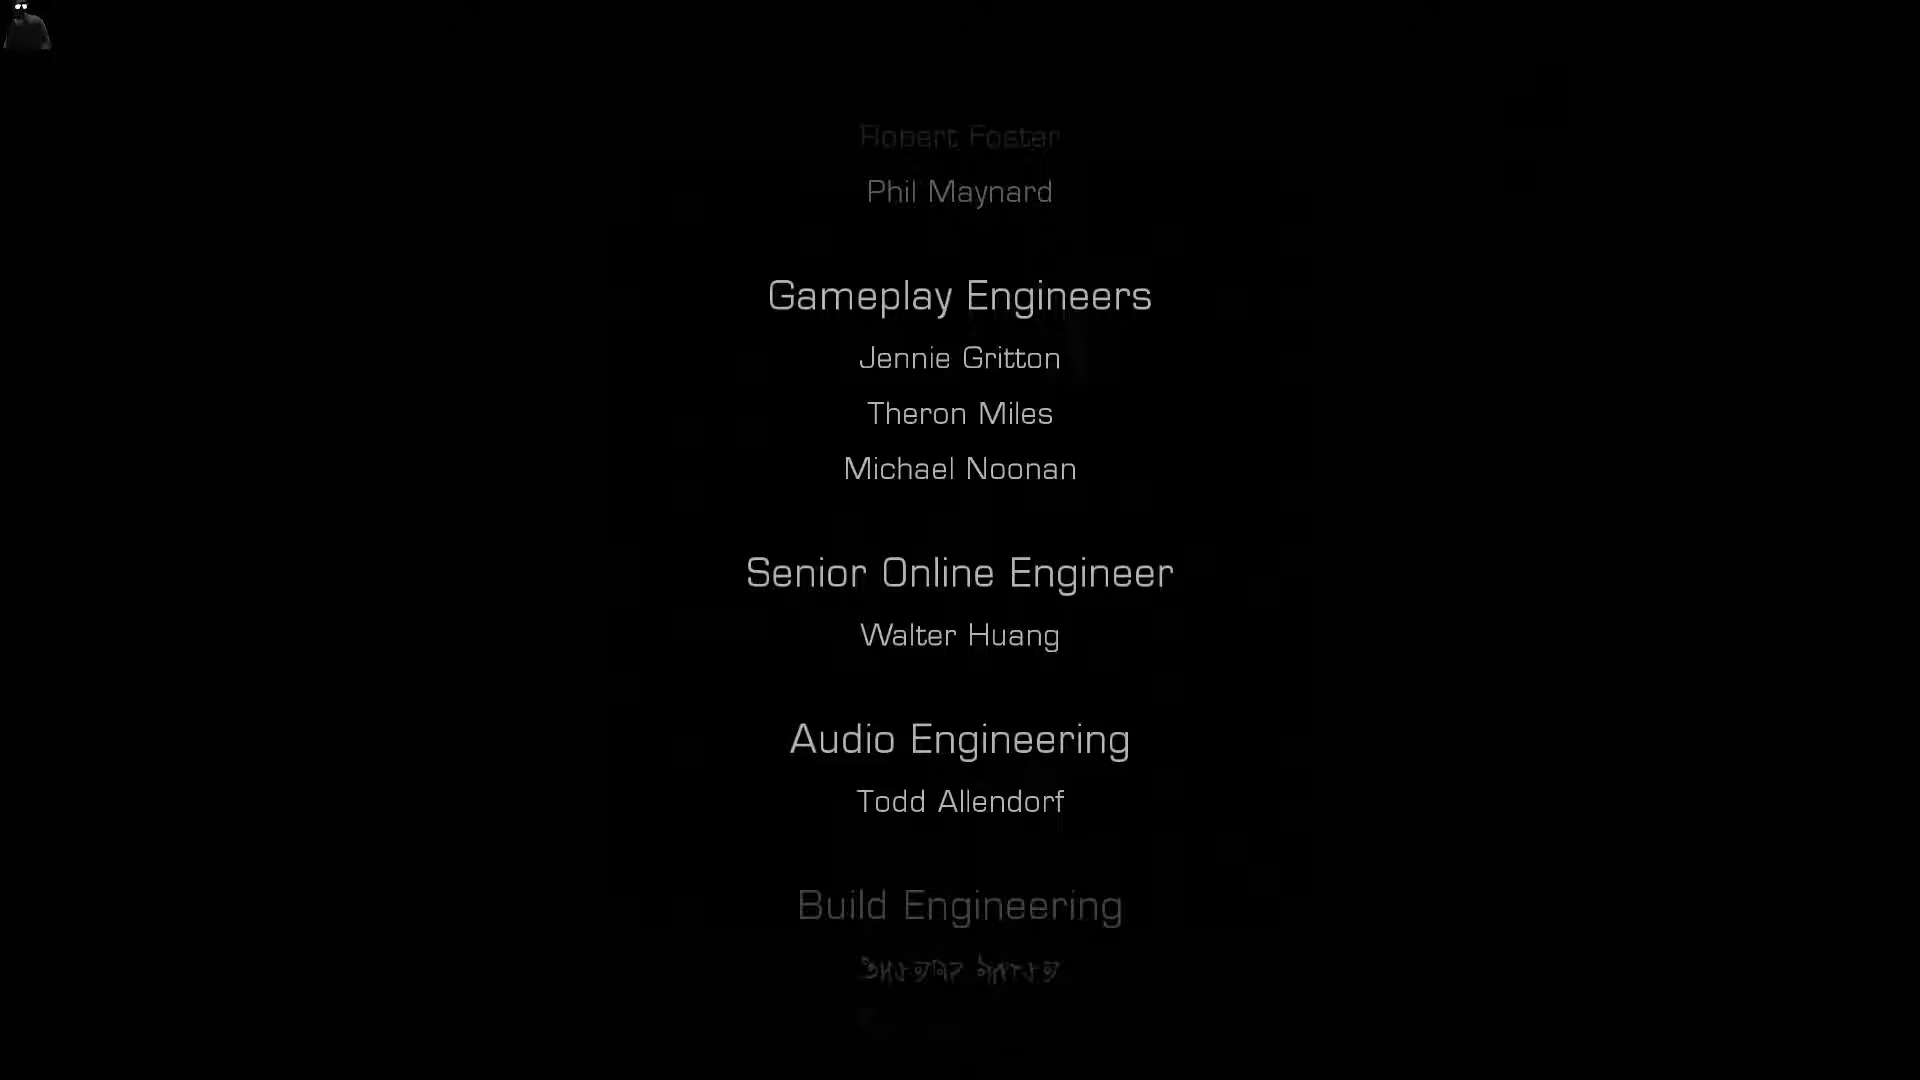 Robert Foster
Phil Maynard
Gameplay Engineers
Jennie Gritton
Theron Miles
Michael Noonan
Senior Online Engineer
Walter Huang
Audio Engineering
Todd Allendorf
Build Engineering